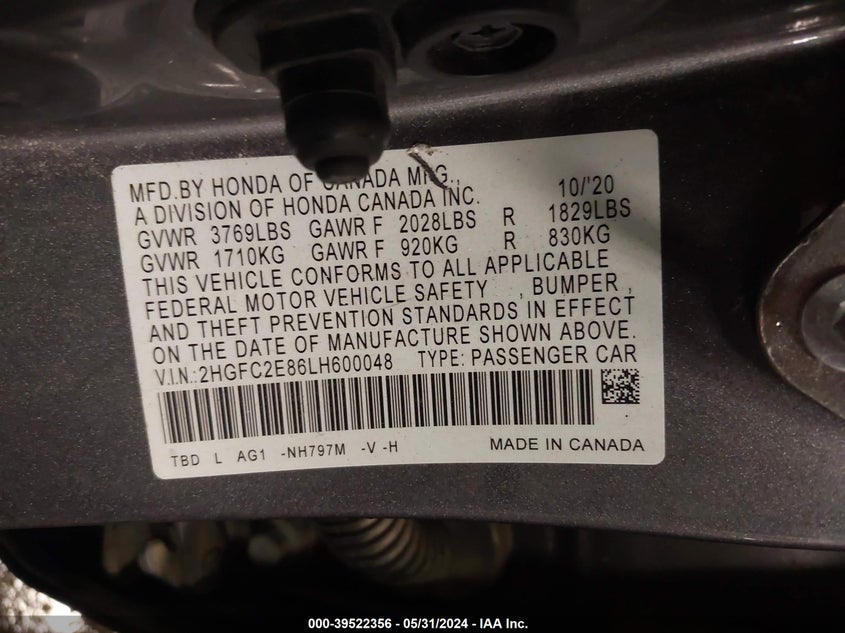 MFD.BY HONDA OF CANADA MFG., 10/'20
A DIVISION OF HONDA CANADA INC.
GVWR 3769LBS GAWR F 2028LBS R 1829LBS
GVWR 1710KG GAWR F 920KG R 830KG
THIS VEHICLE CONFORMS TO ALL APPLICABLE
FEDERAL MOTOR VEHICLE SAFETY , BUMPER ,
AND THEFT PREVENTION STANDARDS IN EFFECT
ON THE DATE OF MANUFACTURE SHOWN ABOVE.
V.I.N.:2HGFC2E86LH600048 TYPE: PASSENGER CAR
TBD L AG1 -NH797M -V -H MADE IN CANADA
000-39522356 - 05/31/2024 - IAA Inc.